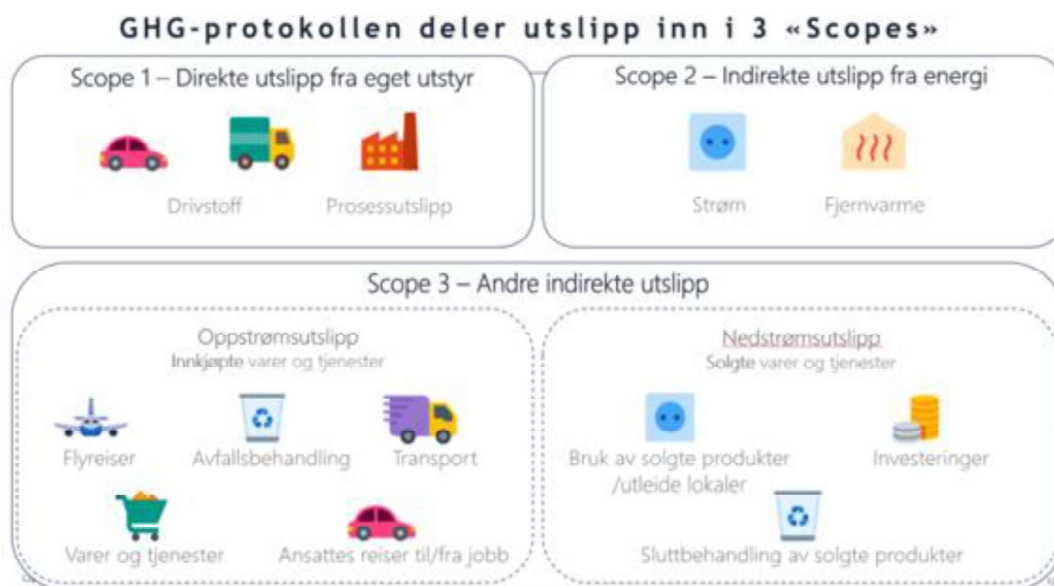 GHG-protokollen deler utslipp inn i 3 «Scopes»
Scope 1 – Direkte utslipp fra eget utstyr
Drivstoff
Prosessutslipp
Scope 2 – Indirekte utslipp fra energi
Strøm
Fjernvarme
Scope 3 – Andre indirekte utslipp
Oppstrømsutslipp
Innkjøpte varer og tjenester
Flyreiser
Avfallsbehandling
Transport
Varer og tjenester
Ansattes reiser til/fra jobb
Nedstrømsutslipp
Solgte varer og tjenester
Bruk av solgte produkter
/utleide lokaler
Investeringer
Sluttbehandling av solgte produkter